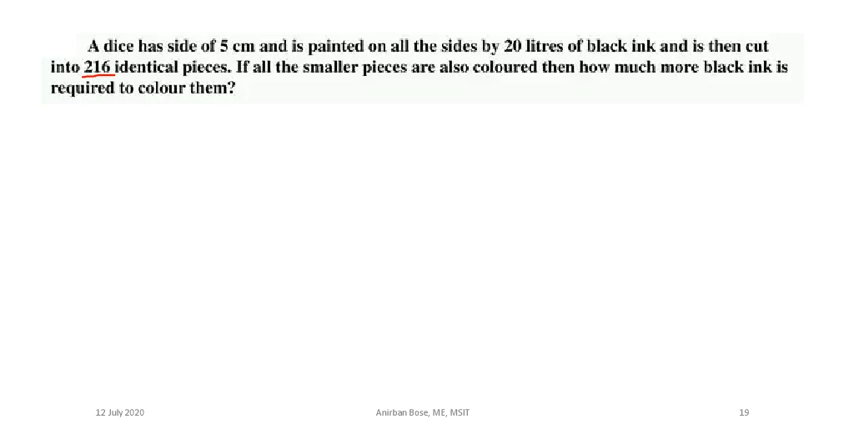 A dice has side of 5 cm and is painted on all the sides by 20 litres of black ink and is then cut
into 216 identical pieces. If all the smaller pieces are also coloured then how much more black ink is
required to colour them?
12 July 2020
Anirban Bose, ME, MSIT
19